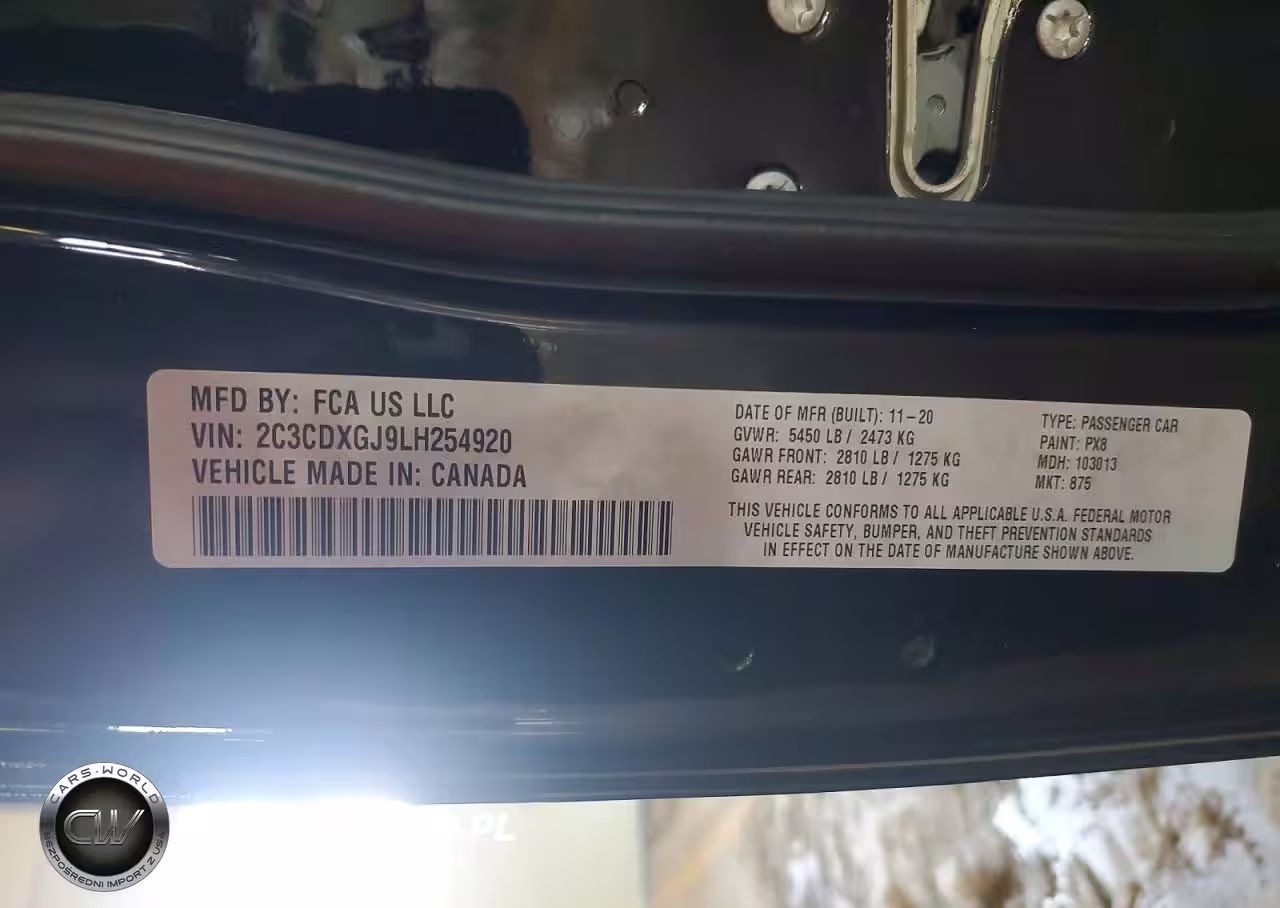 MFD BY: FCA US LLC
VIN: 2C3CDXGJ9LH254920
VEHICLE MADE IN: CANADA
DATE OF MFR (BUILT): 11-20
GVWR: 5450 LB / 2473 KG
GAWR FRONT: 2810 LB / 1275 KG
GAWR REAR: 2810 LB / 1275 KG
TYPE: PASSENGER CAR
PAINT: PX8
MDH: 103013
MKT: 875
THIS VEHICLE CONFORMS TO ALL APPLICABLE U.S.A. FEDERAL MOTOR
VEHICLE SAFETY, BUMPER, AND THEFT PREVENTION STANDARDS
IN EFFECT ON THE DATE OF MANUFACTURE SHOWN ABOVE.
CARS-WORLD
CW
BEZPOŚREDNI IMPORT Z USA